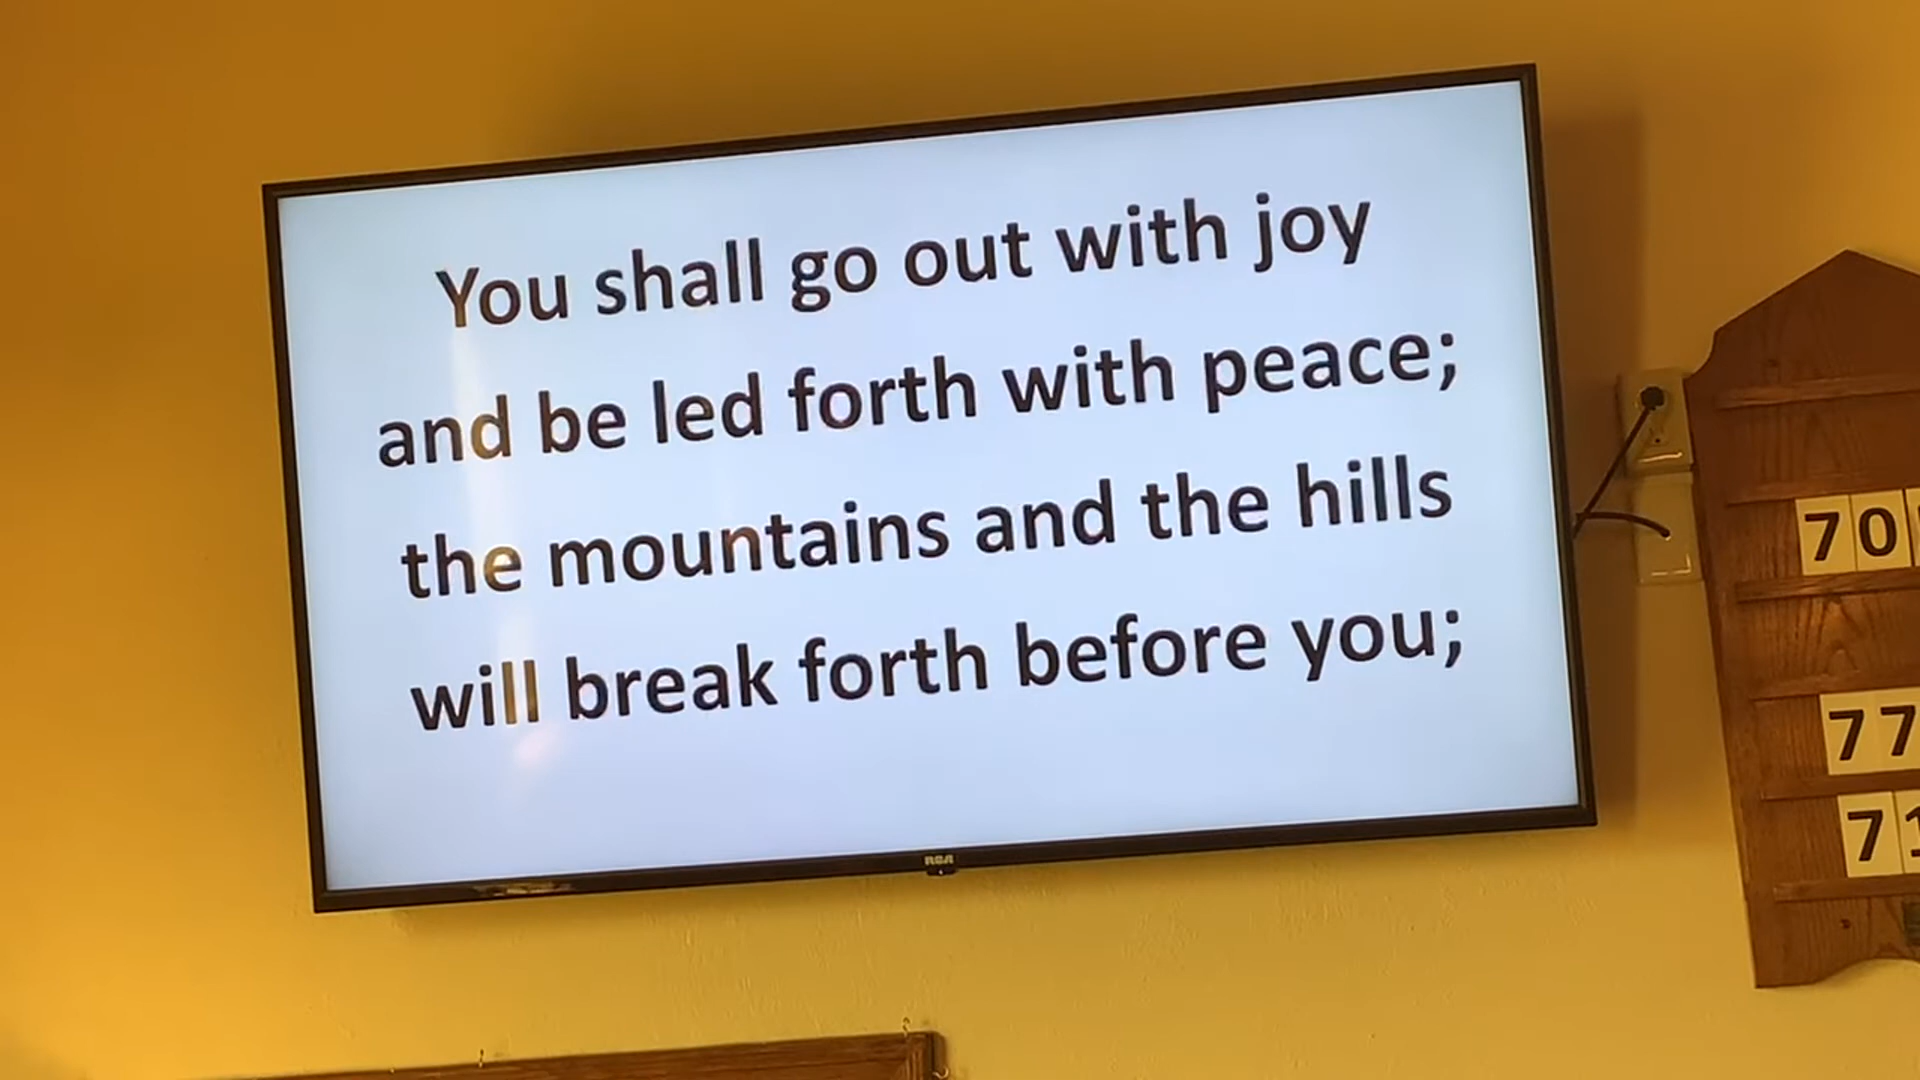 You shall go out with joy
and be led forth with peace;
the mountains and the hills
will break forth before you;
RCA
70
77
71